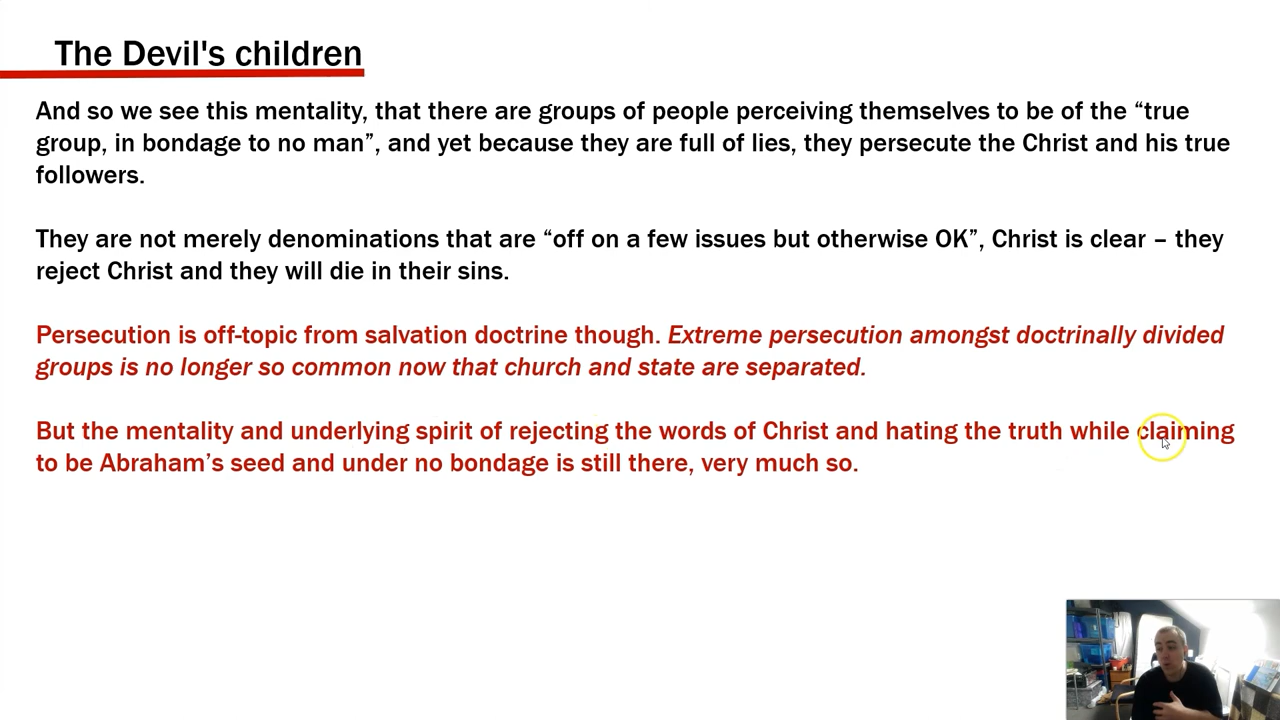 The Devil's children
And so we see this mentality, that there are groups of people perceiving themselves to be of the “true
group, in bondage to no man”, and yet because they are full of lies, they persecute the Christ and his true
followers.
They are not merely denominations that are “off on a few issues but otherwise OK”, Christ is clear – they
reject Christ and they will die in their sins.
Persecution is off-topic from salvation doctrine though. Extreme persecution amongst doctrinally divided
groups is no longer so common now that church and state are separated.
But the mentality and underlying spirit of rejecting the words of Christ and hating the truth while claiming
to be Abraham’s seed and under no bondage is still there, very much so.